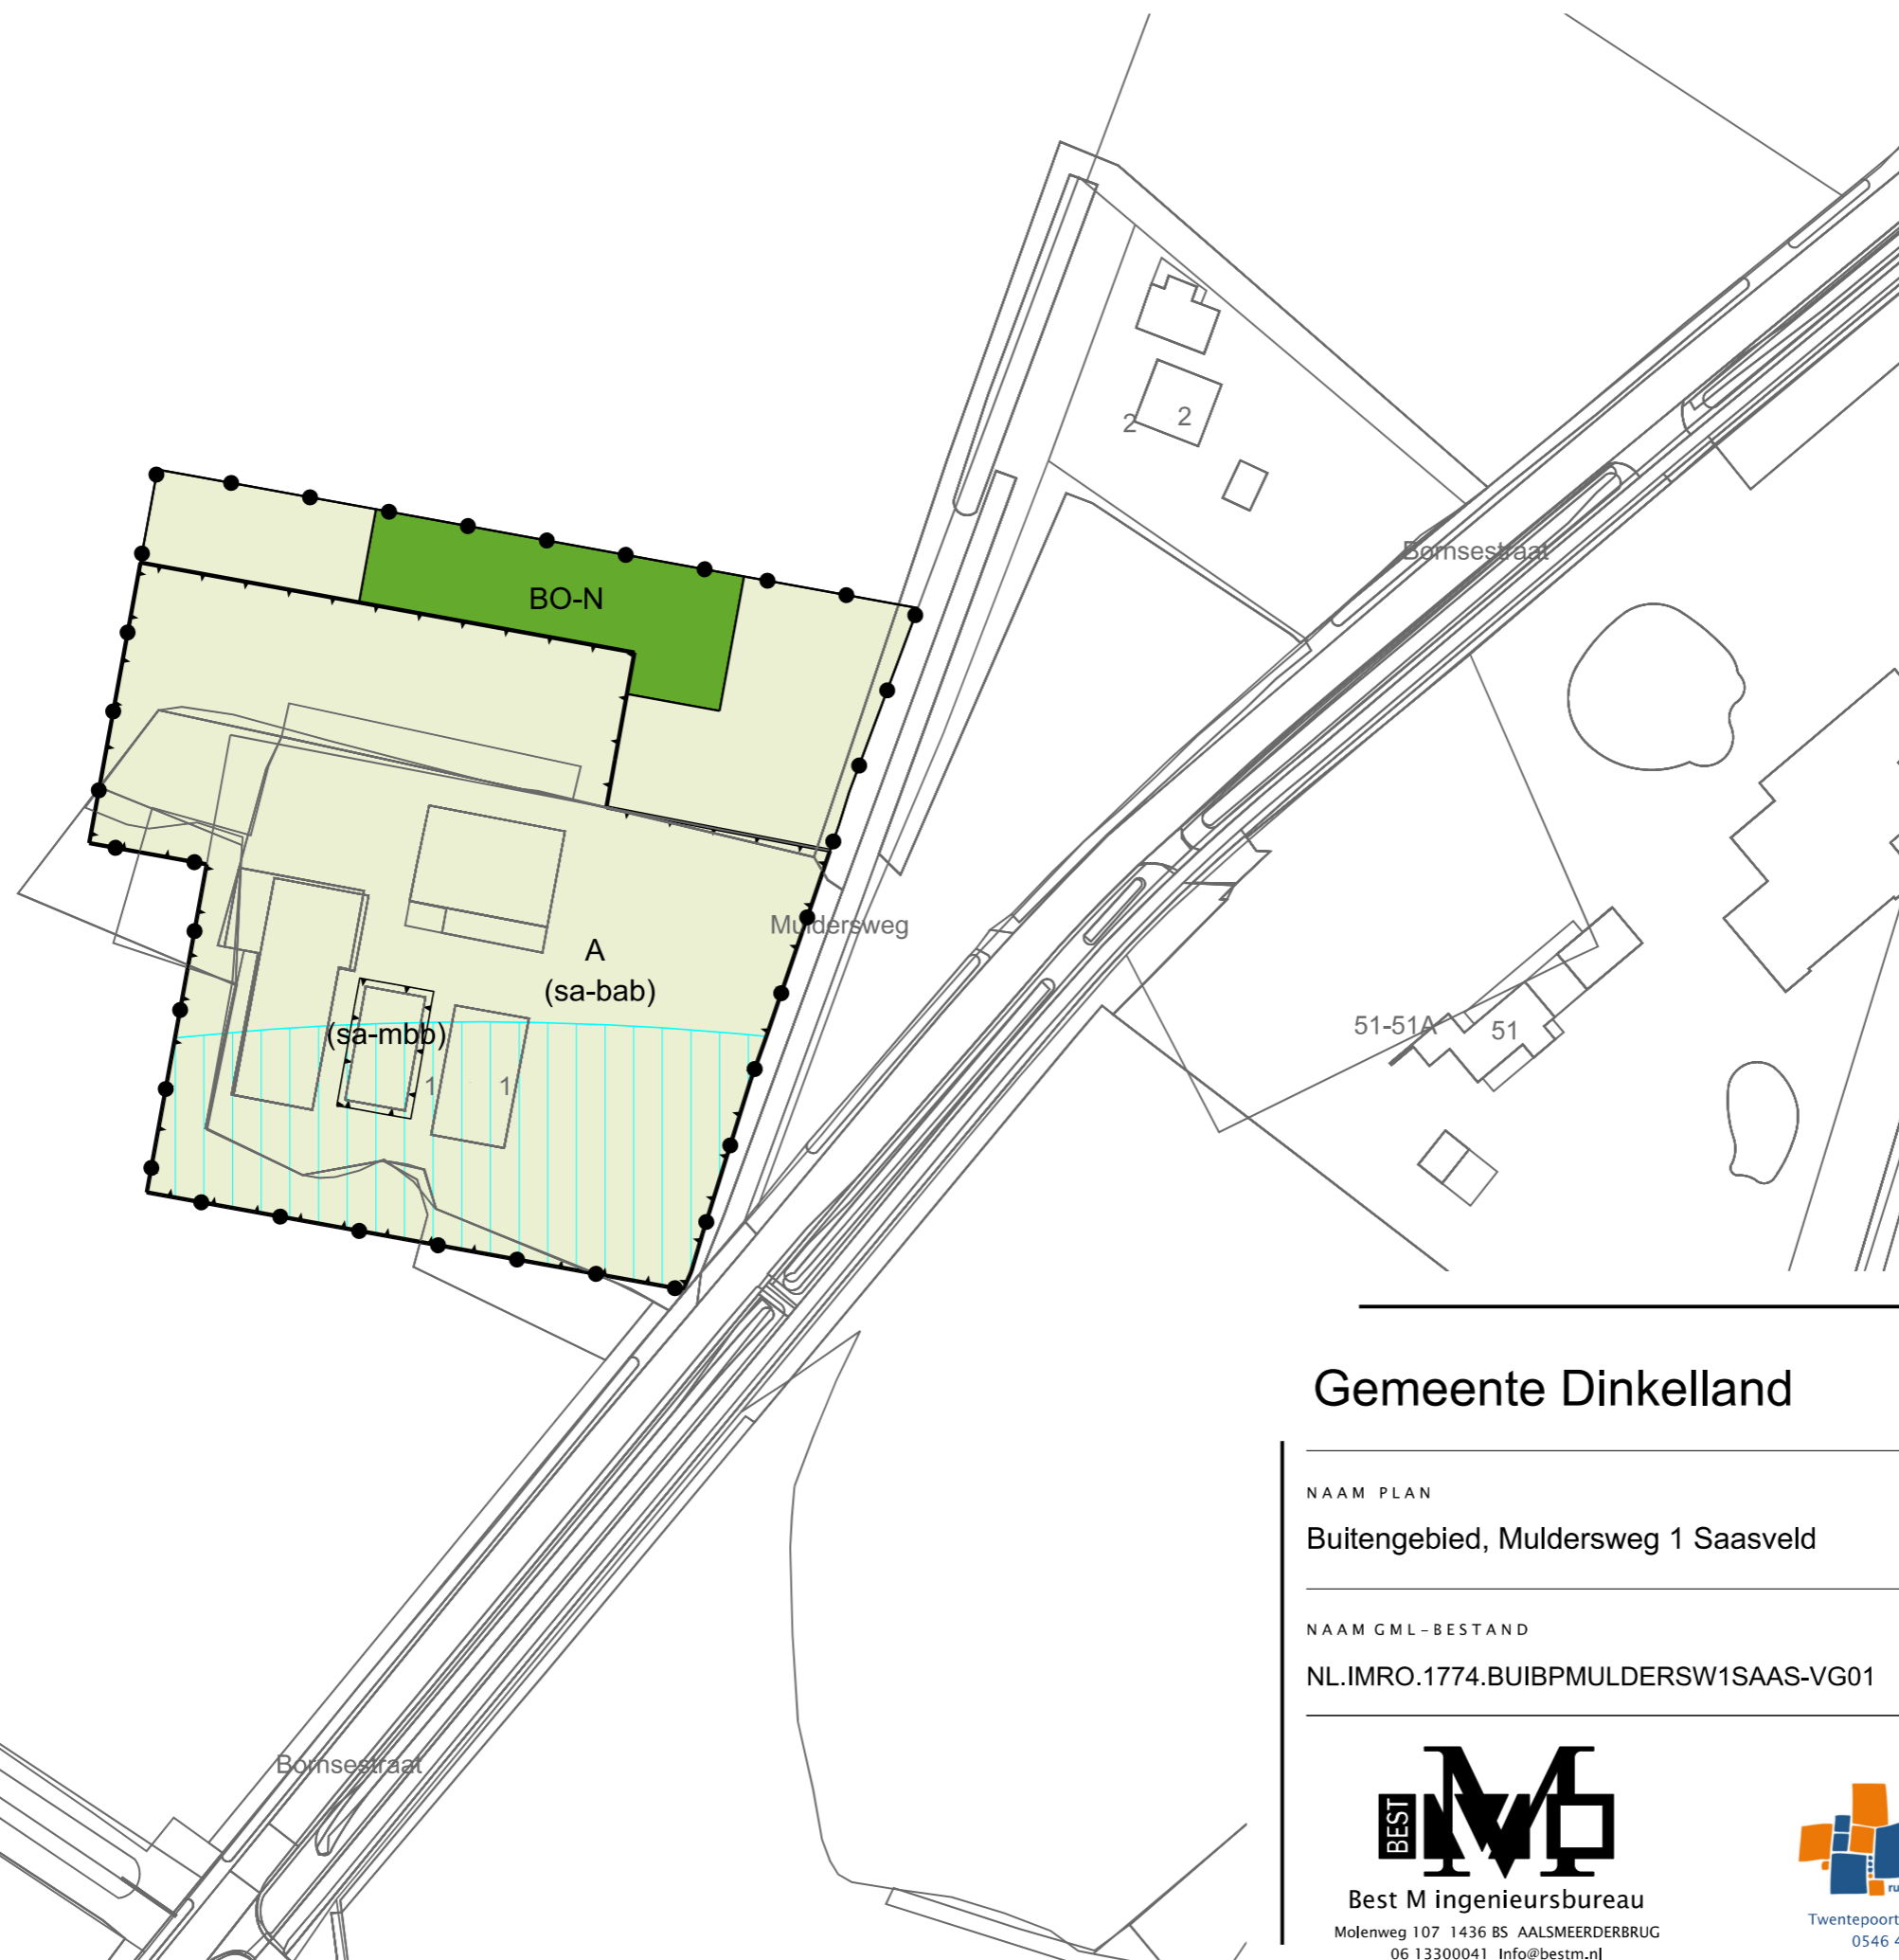 2
2
Bornsestraat
BO-N
Muldersweg
A
(sa-bab)
(sa-mbb)
1
1
51-51A
51
Gemeente Dinkelland
NAAM PLAN
Buitengebied, Muldersweg 1 Saasveld
NAAM GML-BESTAND
NL.IMRO.1774.BUIBPMULDERSW1SAAS-VG01
Bornsestraat
BEST
M
Best M ingenieursbureau
Molenweg 107 1436 BS AALSMEERDERBRUG
06 13300041 Info@bestm.nl
ru
Twentepoort
0546 4